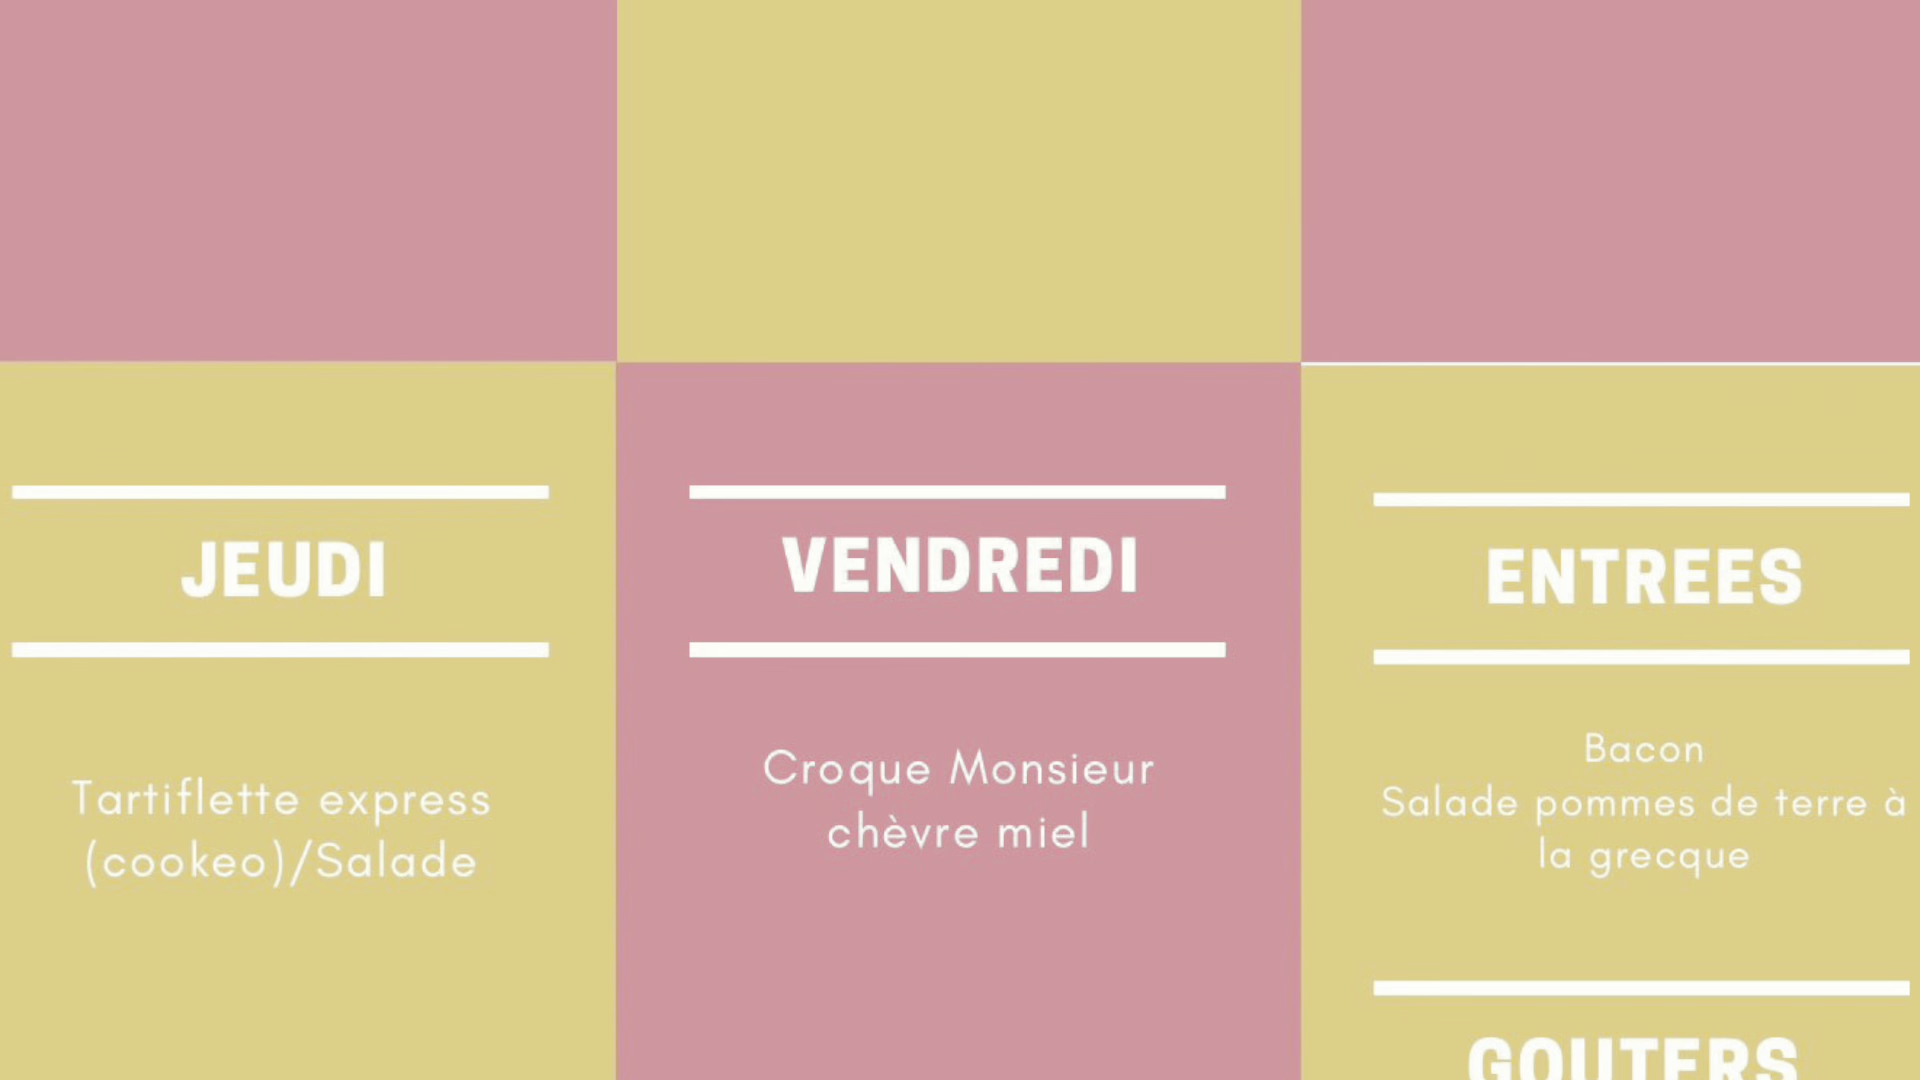 JEUDI
Tartiflette express
(cookeo)/Salade
VENDREDI
Croque Monsieur
chèvre miel
ENTREES
Bacon
Salade pommes de terre à
la grecque
GOUTERS